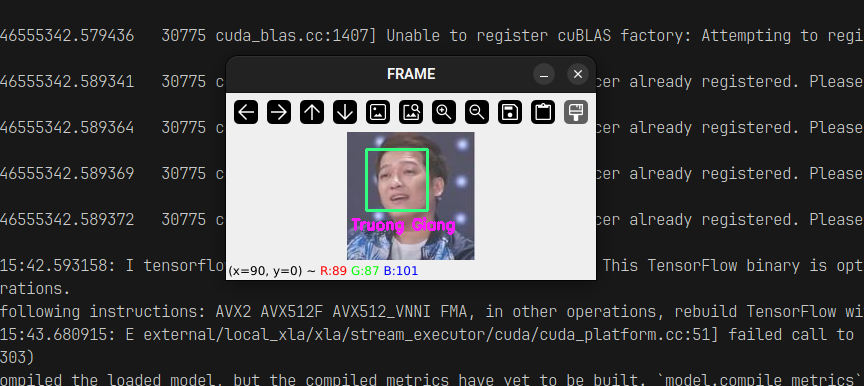 46555342.579436   30775 cuda_blas.cc:1407] Unable to register cuBLAS factory: Attempting to regi
FRAME
46555342.589341   30775 c
cer already registered. Please
46555342.589364   30775 c
cer already registered. Please
46555342.589369   30775 c
cer already registered. Please
46555342.589372   30775 c
cer already registered. Please
Truong Giang
(x=90, y=0) ~ R:89 G:87 B:101
15:42.593158: I tensorflo
This TensorFlow binary is opt
rations.
following instructions: AVX2 AVX512F AVX512_VNNI FMA, in other operations, rebuild TensorFlow wi
15:43.680915: E external/local_xla/xla/stream_executor/cuda/cuda_platform.cc:51] failed call to
303)
ompiled the loaded model, but the compiled metrics have yet to be built. `model.compile_metrics`